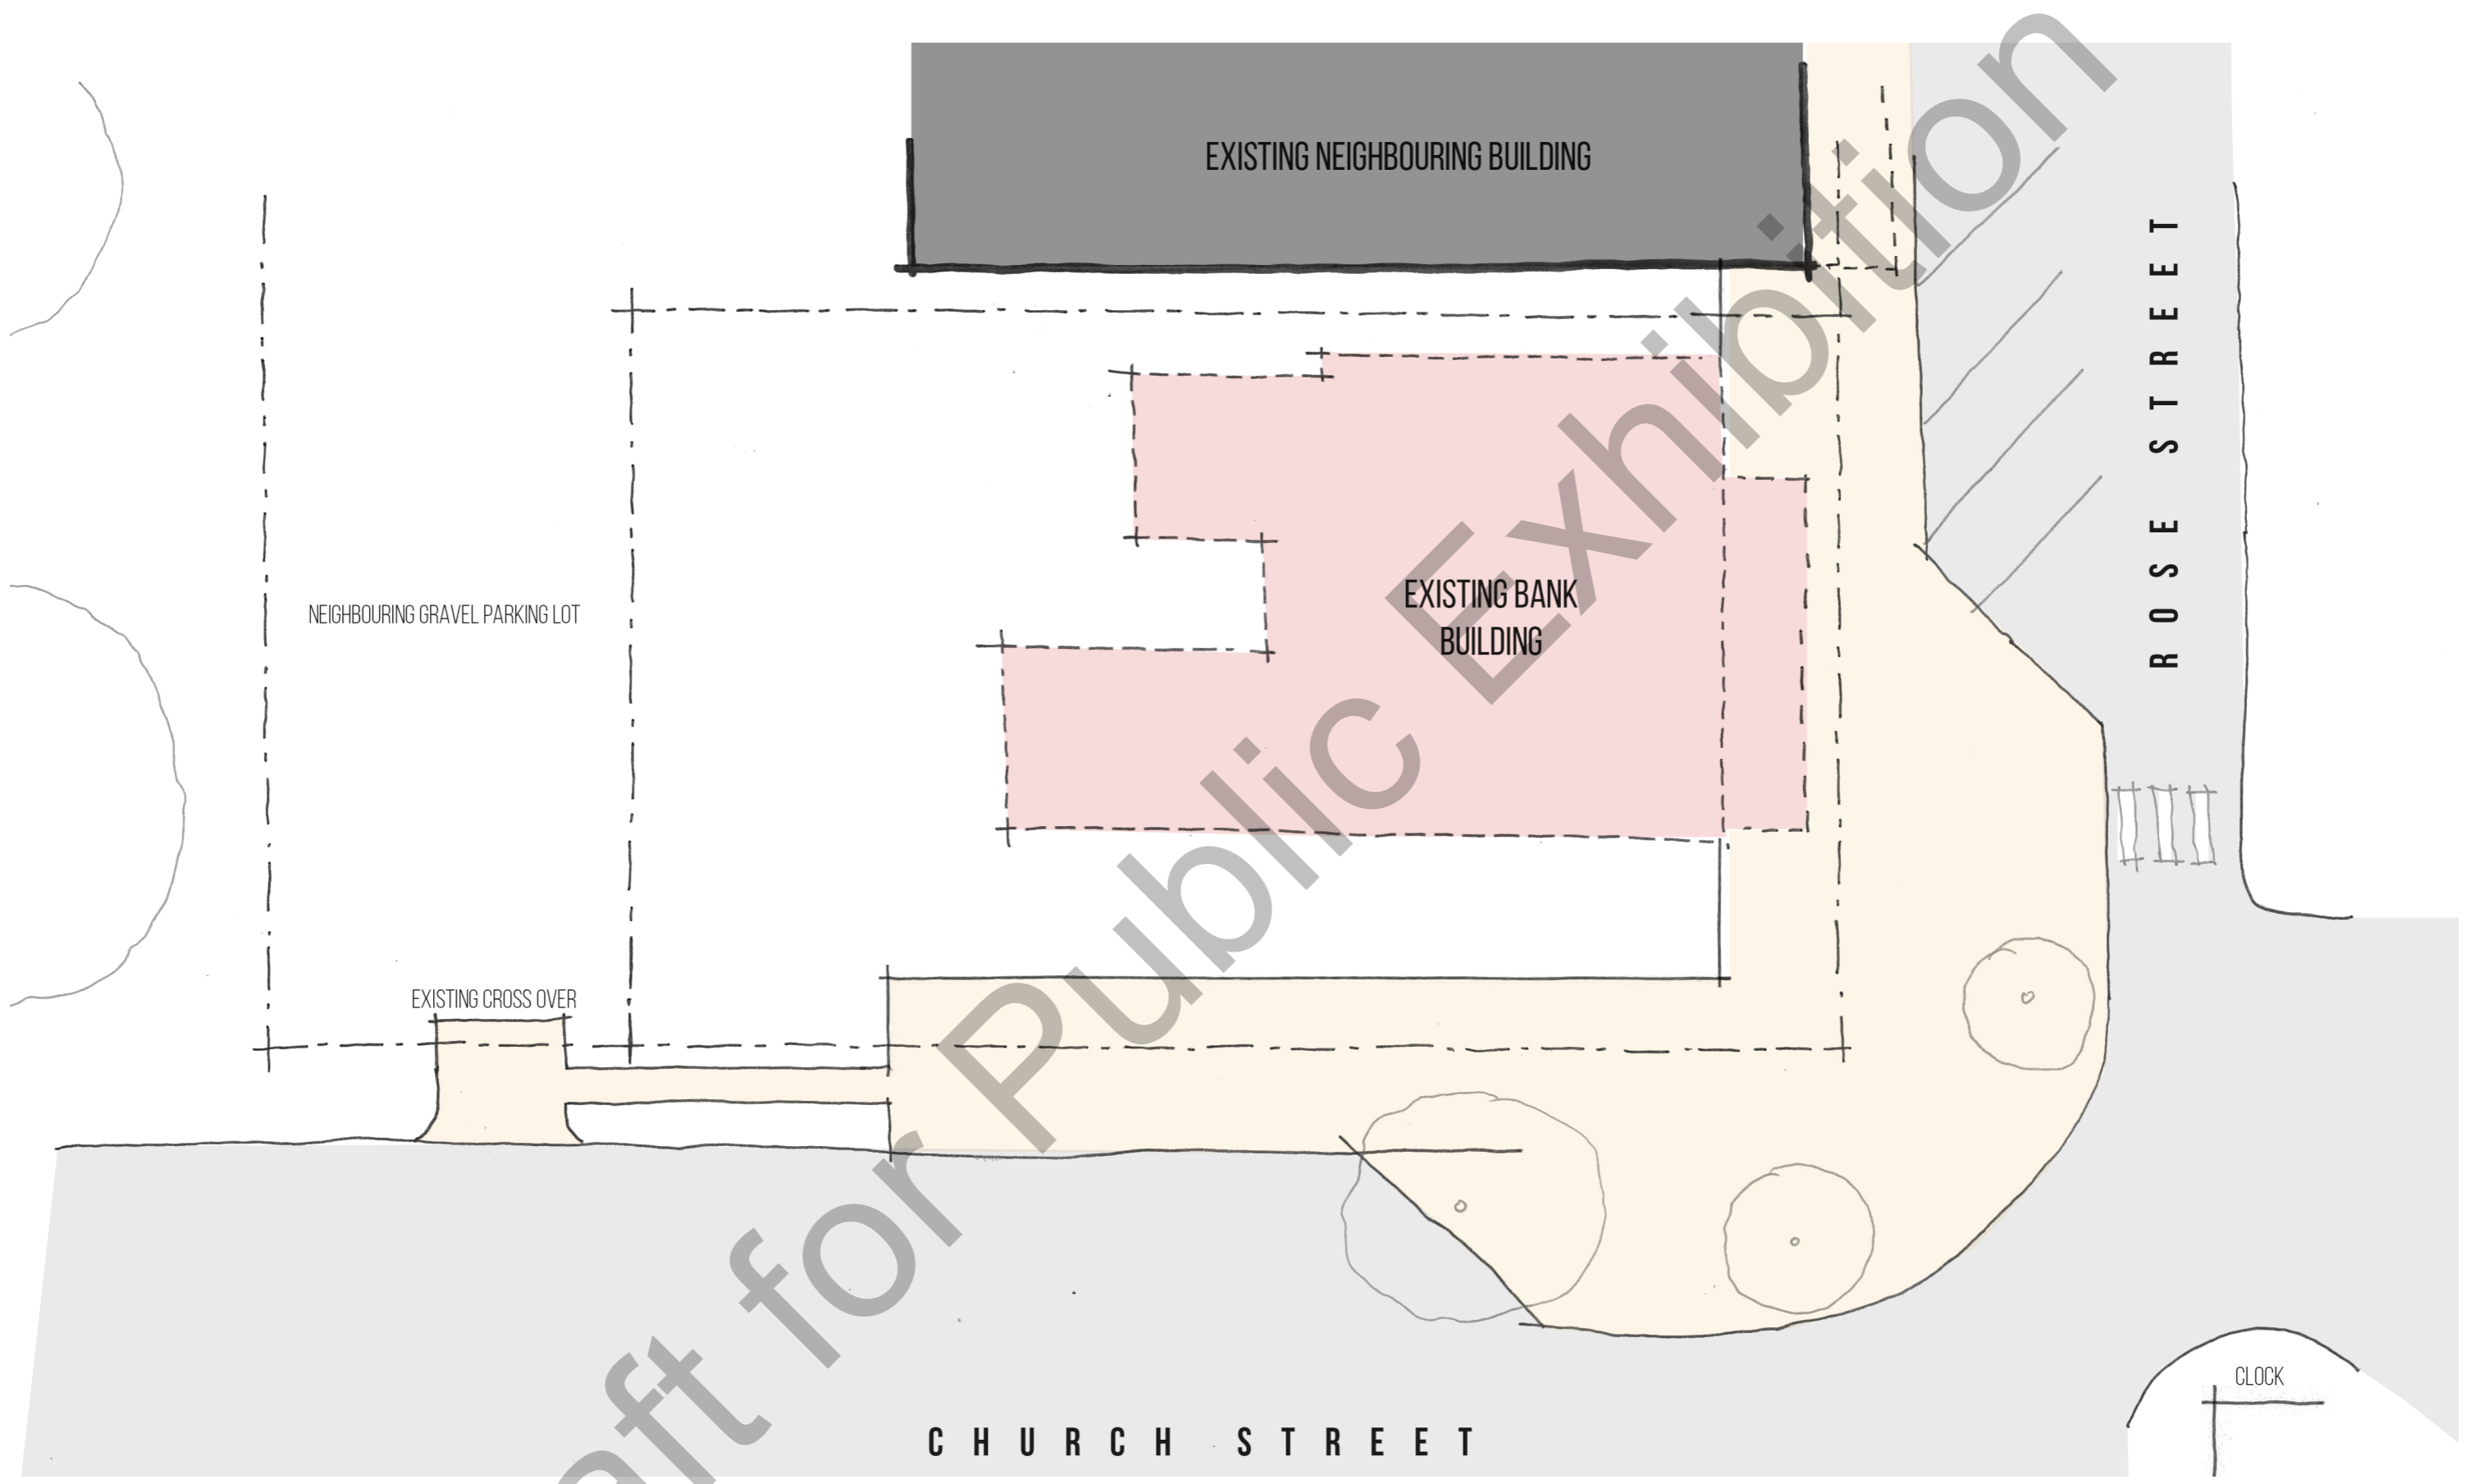 EXISTING NEIGHBOURING BUILDING
ROSE STREET
EXISTING BANK
BUILDING
NEIGHBOURING GRAVEL PARKING LOT
EXISTING CROSS OVER
CLOCK
CHURCH STREET
aft for Public Exhibition